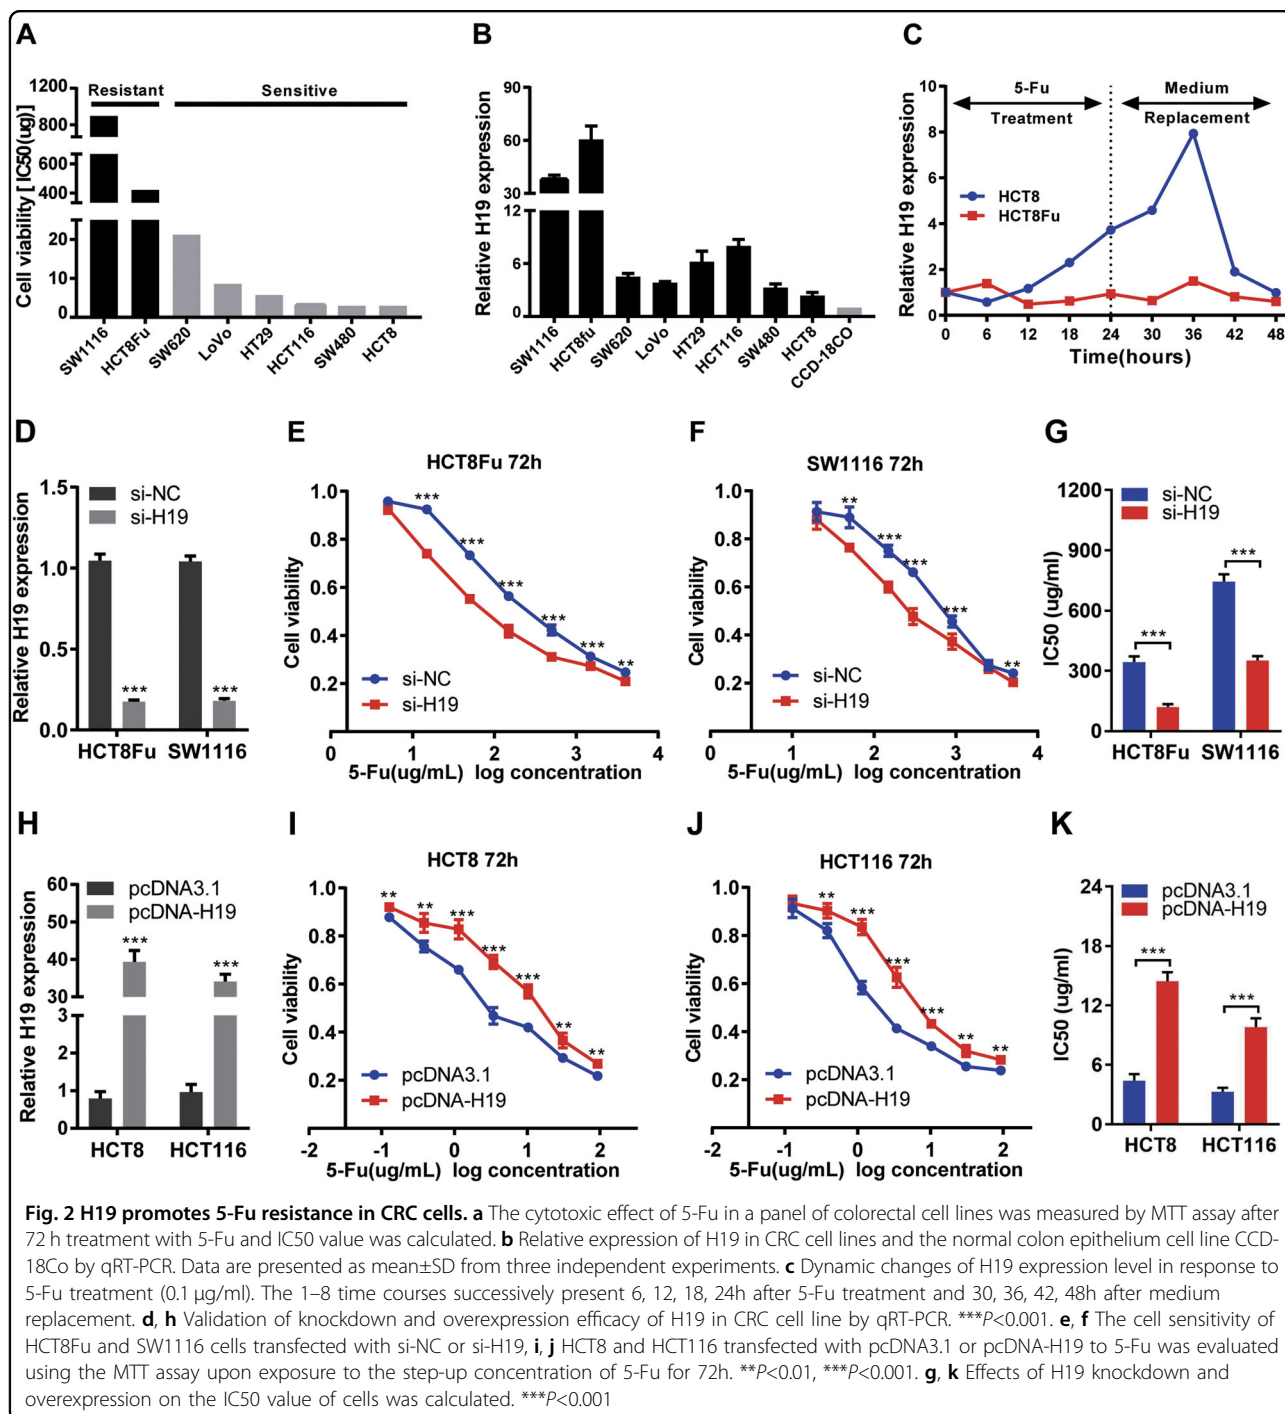 A
Cell viability [ IC50(ug)]
1200
800
600
400
20
10
0
Resistant
Sensitive
SW1116
HCT8Fu
SW620
LoVo
HT29
HCT116
SW480
HCT8
B
Relative H19 expression
90
60
30
12
6
0
SW1116
HCT8fu
SW620
LoVo
HT29
HCT116
SW480
HCT8
CCD-18CO
C
Relative H19 expression
10
8
6
4
2
0
5-Fu
Treatment
Medium
Replacement
HCT8
HCT8Fu
0 6 12 18 24 30 36 42 48
Time(hours)
D
Relative H19 expression
1.5
1.0
0.5
0.0
si-NC
si-H19
***
***
HCT8Fu SW1116
E
HCT8Fu 72h
Cell viability
1.0
0.8
0.6
0.4
0.2
***
***
***
***
***
**
si-NC
si-H19
0 1 2 3 4
5-Fu(ug/mL) log concentration
F
SW1116 72h
Cell viability
1.0
0.8
0.6
0.4
0.2
**
***
***
***
**
si-NC
si-H19
0 1 2 3 4
5-Fu(ug/mL) log concentration
G
IC50 (ug/ml)
1200
900
600
300
0
si-NC
si-H19
***
***
HCT8Fu SW1116
H
Relative H19 expression
60
50
40
30
3
2
1
0
pcDNA3.1
pcDNA-H19
***
***
HCT8 HCT116
I
HCT8 72h
Cell viability
1.0
0.8
0.6
0.4
0.2
**
**
***
***
***
**
**
pcDNA3.1
pcDNA-H19
-2 -1 0 1 2
5-Fu(ug/mL) log concentration
J
HCT116 72h
Cell viability
1.0
0.8
0.6
0.4
0.2
**
***
***
***
**
**
pcDNA3.1
pcDNA-H19
-2 -1 0 1 2
5-Fu(ug/mL) log concentration
K
IC50 (ug/ml)
24
18
12
6
0
pcDNA3.1
pcDNA-H19
***
***
HCT8 HCT116
Fig. 2 H19 promotes 5-Fu resistance in CRC cells. a The cytotoxic effect of 5-Fu in a panel of colorectal cell lines was measured by MTT assay after
72 h treatment with 5-Fu and IC50 value was calculated. b Relative expression of H19 in CRC cell lines and the normal colon epithelium cell line CCD-
18Co by qRT-PCR. Data are presented as mean±SD from three independent experiments. c Dynamic changes of H19 expression level in response to
5-Fu treatment (0.1 µg/ml). The 1–8 time courses successively present 6, 12, 18, 24h after 5-Fu treatment and 30, 36, 42, 48h after medium
replacement. d, h Validation of knockdown and overexpression efficacy of H19 in CRC cell line by qRT-PCR. ***P<0.001. e, f The cell sensitivity of
HCT8Fu and SW1116 cells transfected with si-NC or si-H19, i, j HCT8 and HCT116 transfected with pcDNA3.1 or pcDNA-H19 to 5-Fu was evaluated
using the MTT assay upon exposure to the step-up concentration of 5-Fu for 72h. **P<0.01, ***P<0.001. g, k Effects of H19 knockdown and
overexpression on the IC50 value of cells was calculated. ***P<0.001